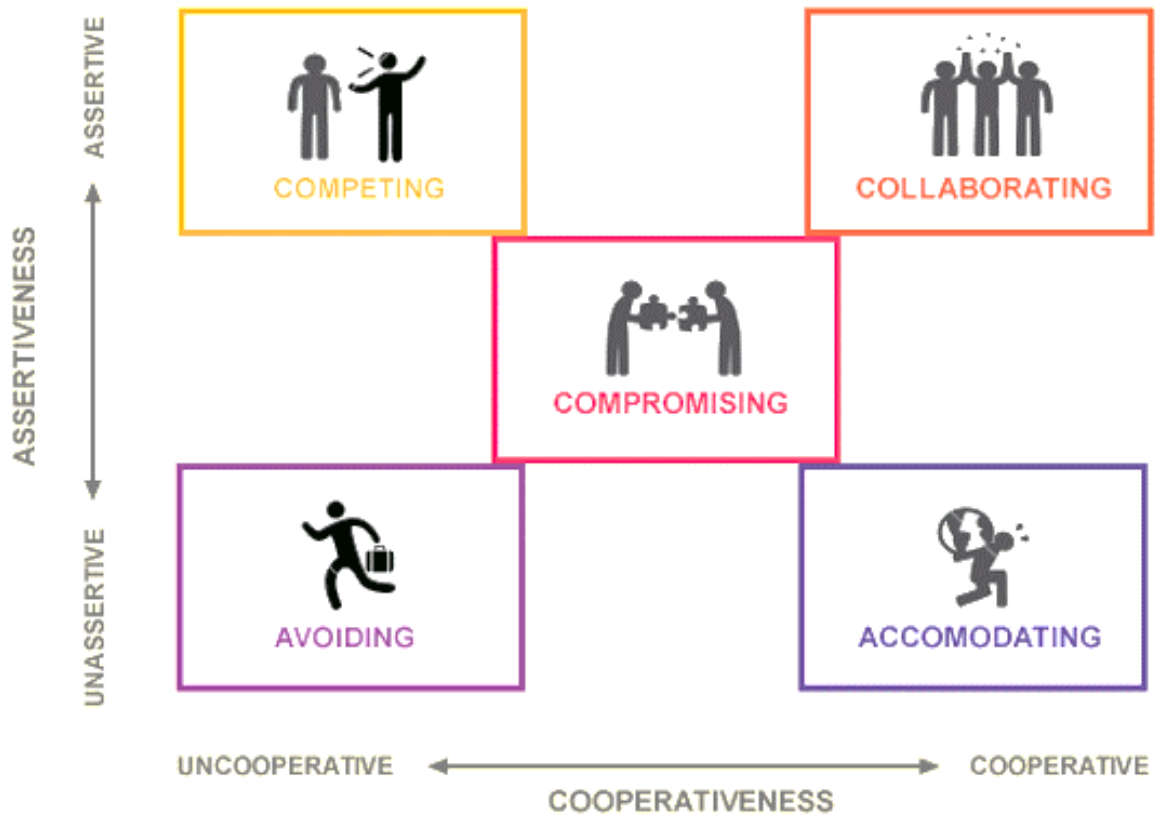 ASSERTIVE
ASSERTIVENESS
UNASSERTIVE
COMPETING
COLLABORATING
COMPROMISING
AVOIDING
ACCOMODATING
UNCOOPERATIVE
COOPERATIVE
COOPERATIVENESS